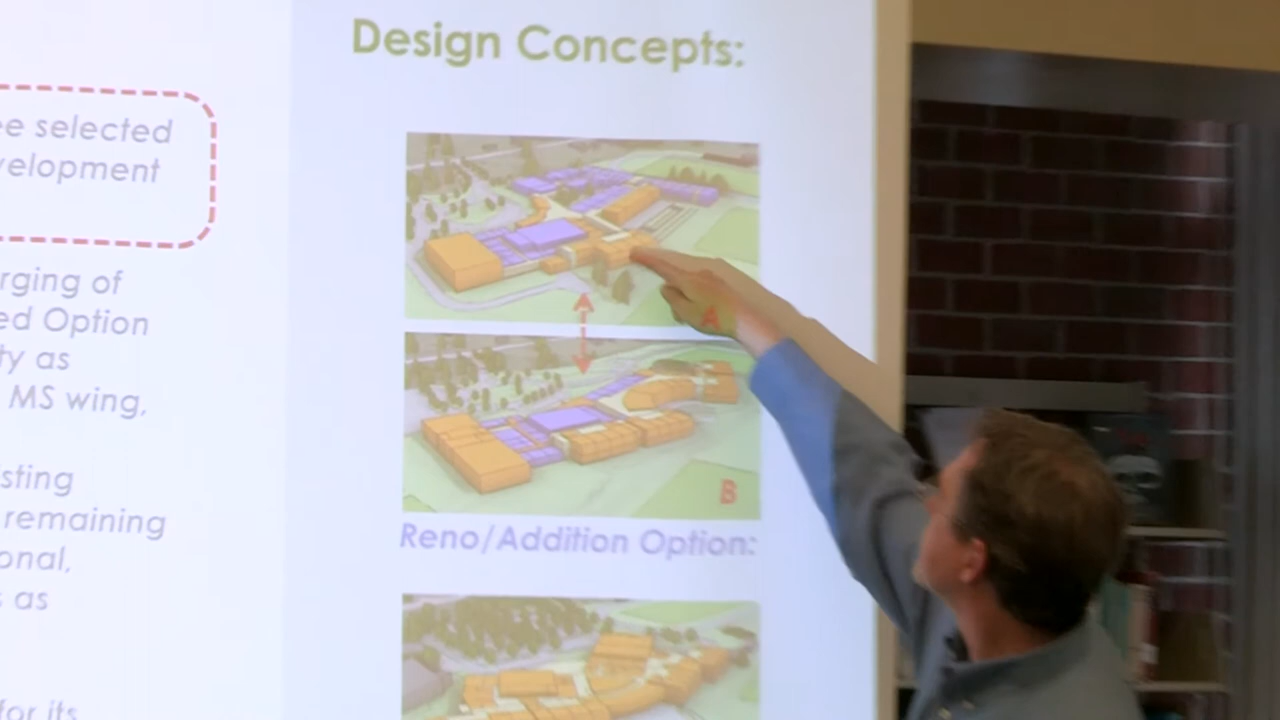 ee selected
velopment
rging of
ed Option
ty as
MS wing,
sting
remaining
onal,
s as
for its
Design Concepts:
A
B
Reno/Addition Option: